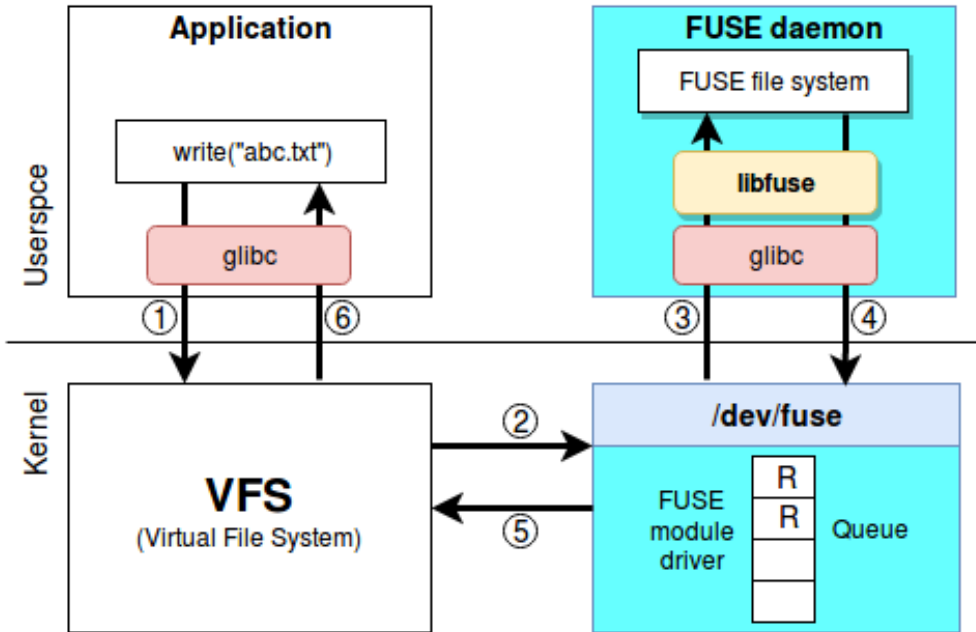 Application
FUSE daemon
FUSE file system
write("abc.txt")
libfuse
glibc
glibc
Userspce
1
6
3
4
Kernel
VFS
(Virtual File System)
2
5
/dev/fuse
FUSE
module
driver
R
R
Queue